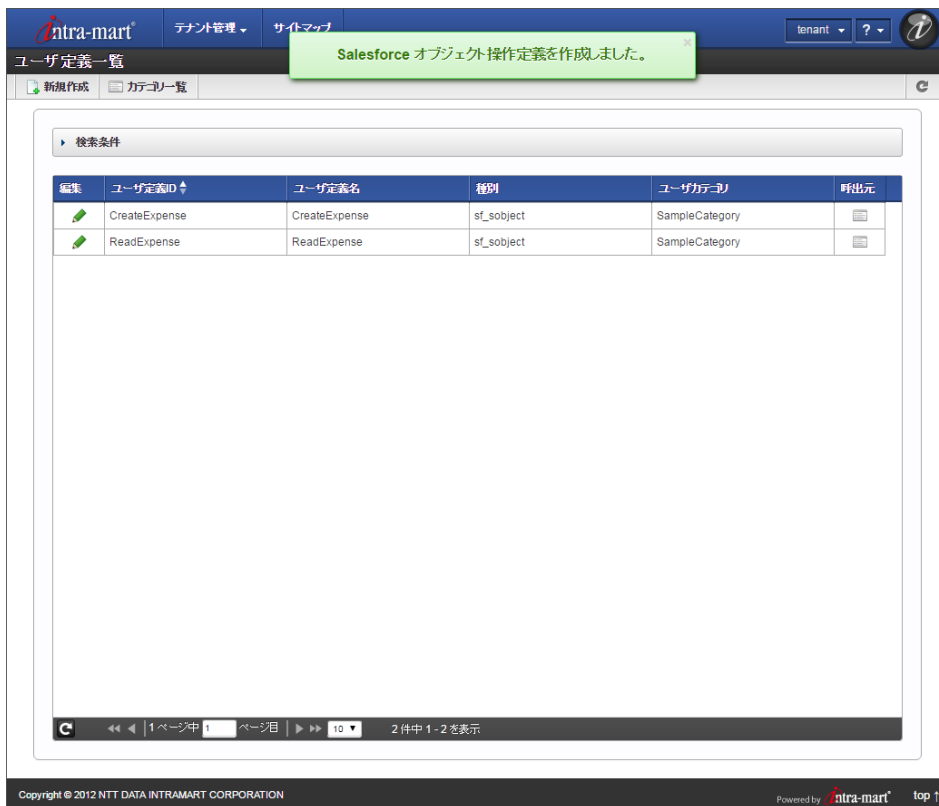 intra-mart® テナント管理 サイトマップ tenant ?
Salesforce オブジェクト操作定義を作成しました。 ×
ユーザ定義一覧
新規作成 カテゴリ一覧
検索条件
編集 ユーザ定義ID ユーザ定義名 種別 ユーザカテゴリ 呼出元
CreateExpense CreateExpense sf_sobject SampleCategory
ReadExpense ReadExpense sf_sobject SampleCategory
1 ページ中 1 ページ目 10 2 件中 1 - 2 を表示
Copyright © 2012 NTT DATA INTRAMART CORPORATION Powered by intra-mart® top ↑